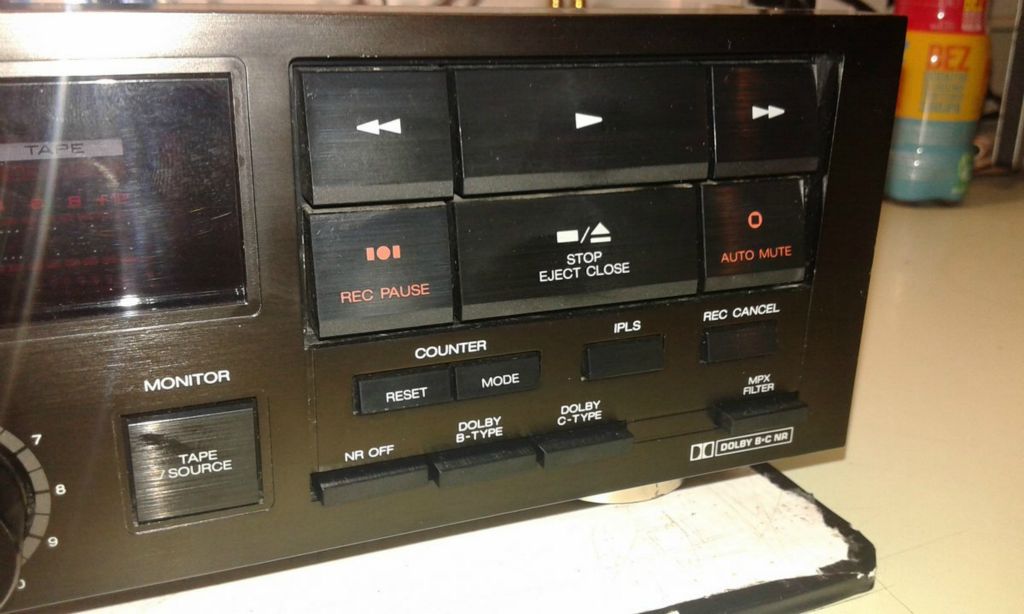 TAPE
REC PAUSE
STOP
EJECT CLOSE
AUTO MUTE
COUNTER
RESET
MODE
IPLS
REC CANCEL
MONITOR
TAPE
/SOURCE
NR OFF
DOLBY
B-TYPE
DOLBY
C-TYPE
MPX
FILTER
DOLBY B-C NR
7
8
9
BEZ